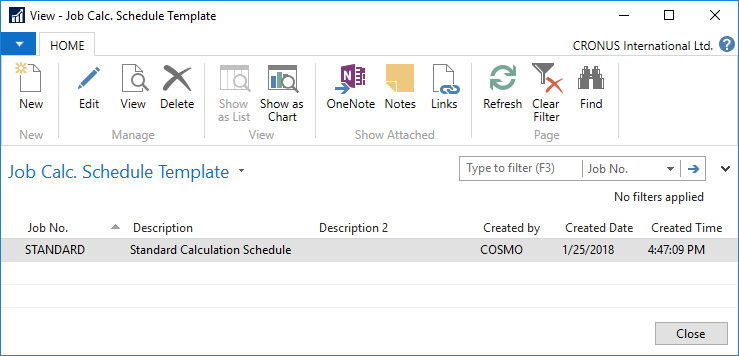 View - Job Calc. Schedule Template
HOME
CRONUS International Ltd.
New
Edit
View
Delete
Show as List
Show as Chart
OneNote
Notes
Links
Refresh
Clear Filter
Find
New
Manage
View
Show Attached
Page
Job Calc. Schedule Template
Type to filter (F3)
Job No.
No filters applied
Job No. Description Description 2 Created by Created Date Created Time
STANDARD Standard Calculation Schedule COSMO 1/25/2018 4:47:09 PM
Close